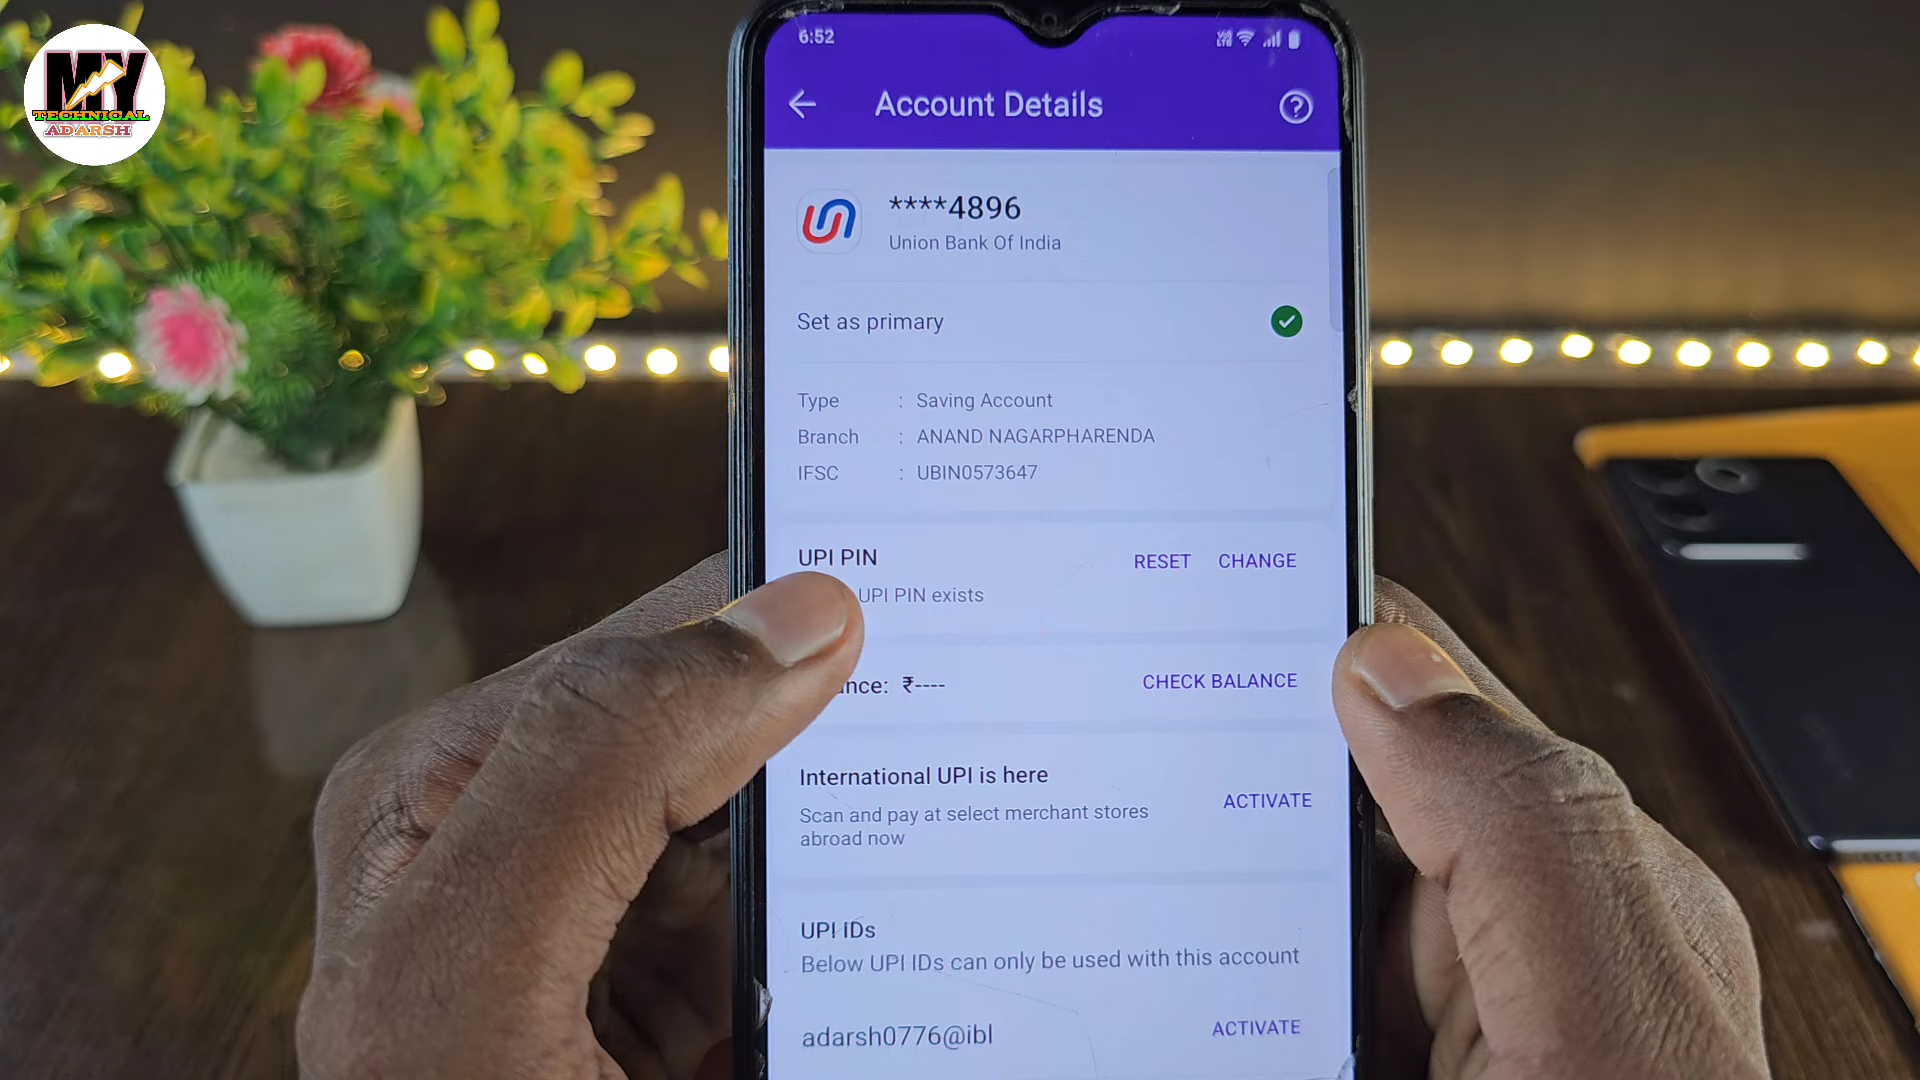 MY
TECHNICAL
ADARSH
6:52
Account Details
****4896
Union Bank Of India
Set as primary
Type : Saving Account
Branch : ANAND NAGARPHARENDA
IFSC : UBIN0573647
UPI PIN RESET CHANGE
UPI PIN exists
nce: ₹---- CHECK BALANCE
International UPI is here
Scan and pay at select merchant stores
abroad now
ACTIVATE
UPI IDs
Below UPI IDs can only be used with this account
adarsh0776@ibl ACTIVATE